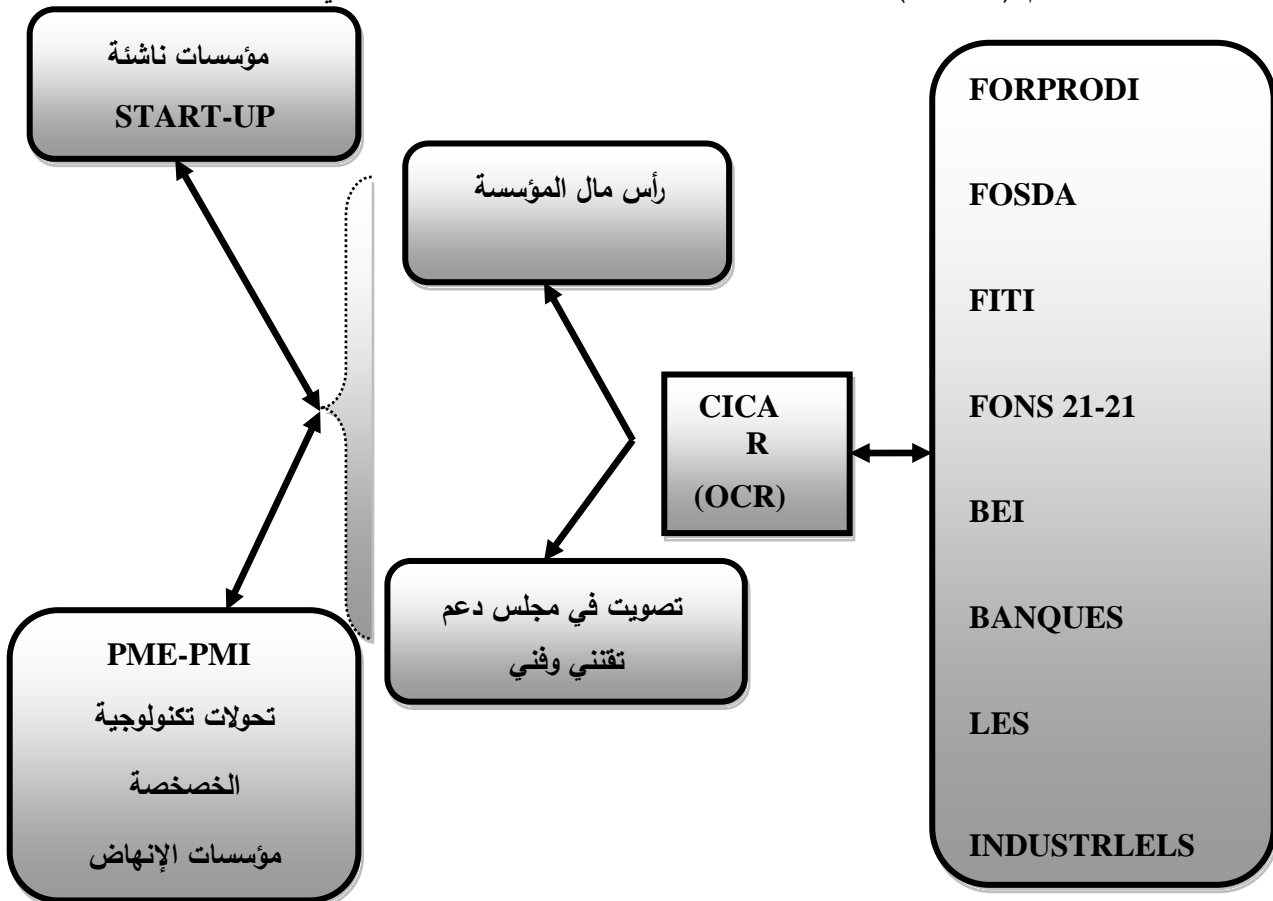 مؤسسات ناشئة
START-UP
رأس مال المؤسسة
FORPRODI
FOSDA
FITI
FONS 21-21
BEI
BANQUES
LES
INDUSTRLELS
CICA
R
(OCR)
تصويت في مجلس دعم
تقنني وفني
PME-PMI
تحولات تكنولوجية
الخصخصة
مؤسسات الإنهاض